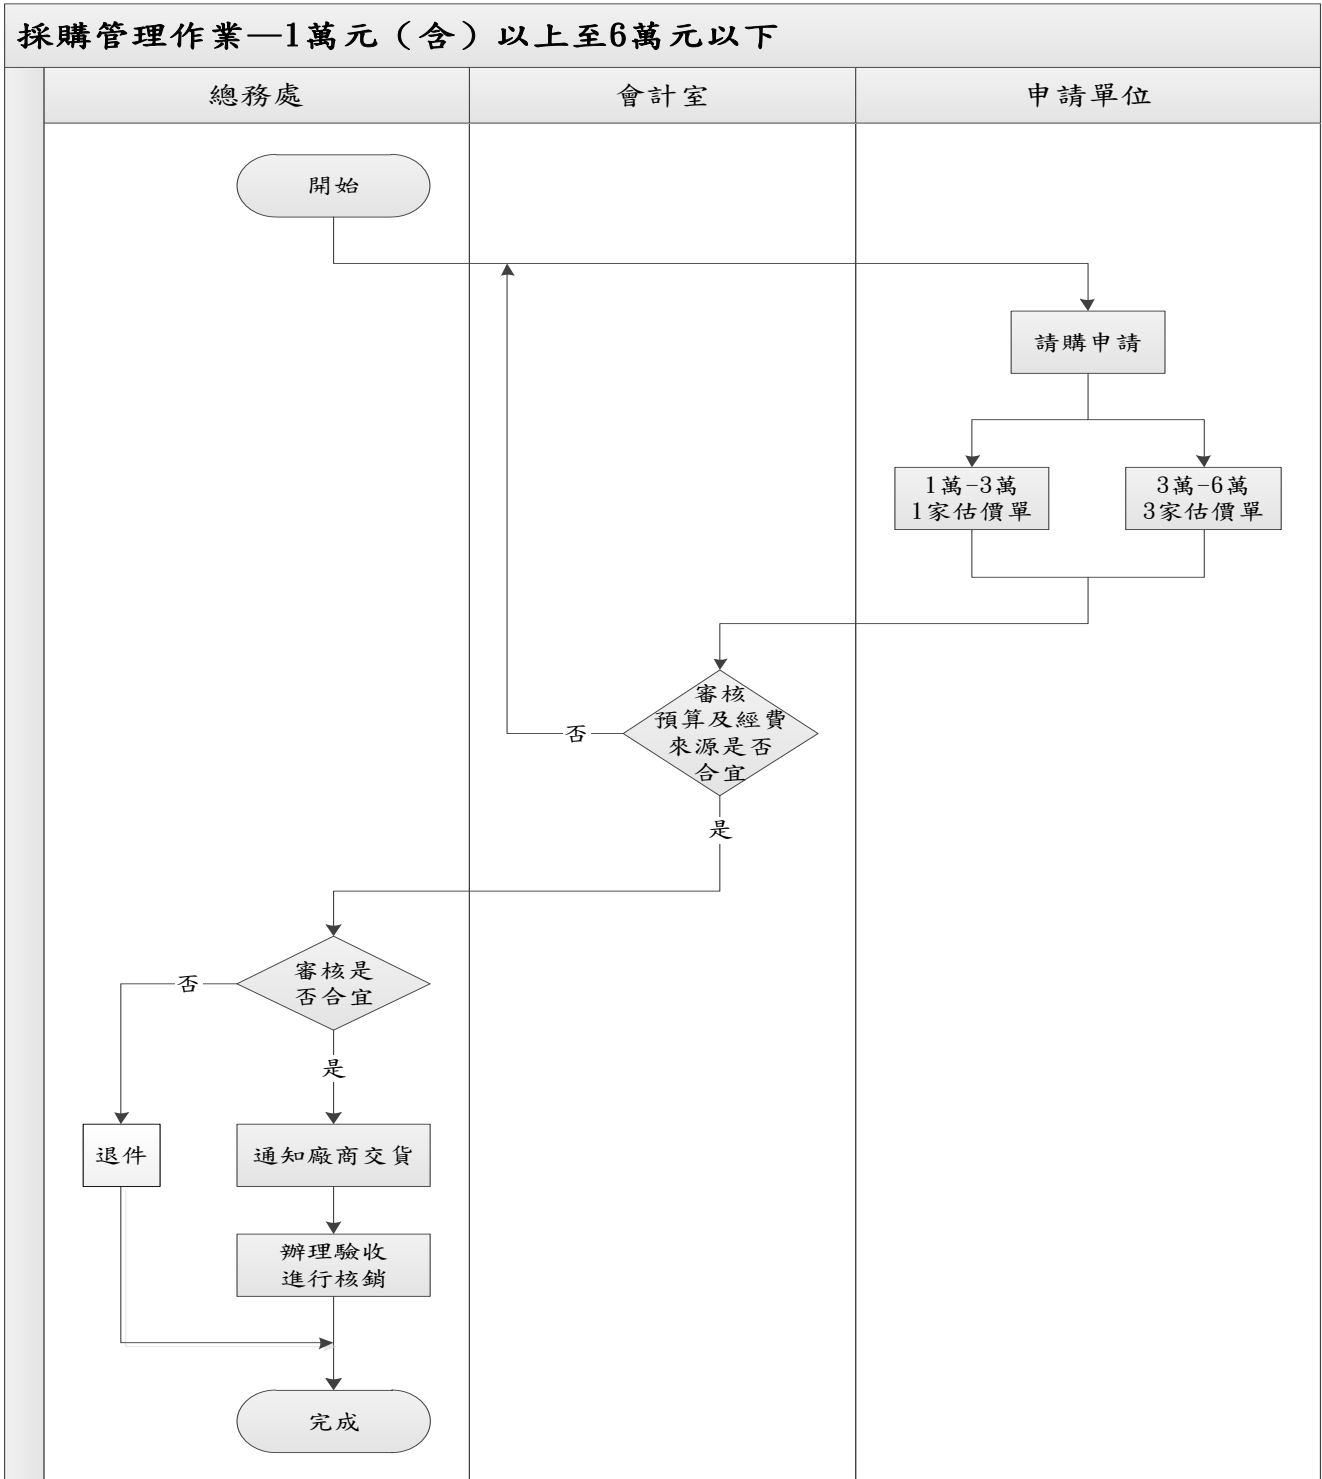 採購管理作業—1萬元（含）以上至6萬元以下
總務處
會計室
申請單位
開始
請購申請
1萬-3萬
1家估價單
3萬-6萬
3家估價單
審核
預算及經費
來源是否
合宜
否
是
審核是
否合宜
否
是
退件
通知廠商交貨
辦理驗收
進行核銷
完成